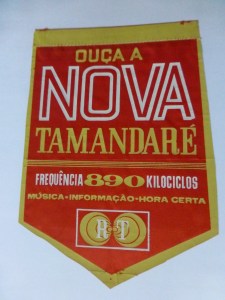 OUÇA A
NOVA
TAMANDARÉ
FREQUÊNCIA 890 KILOCICLOS
MÚSICA•INFORMAÇÃO•HORA CERTA